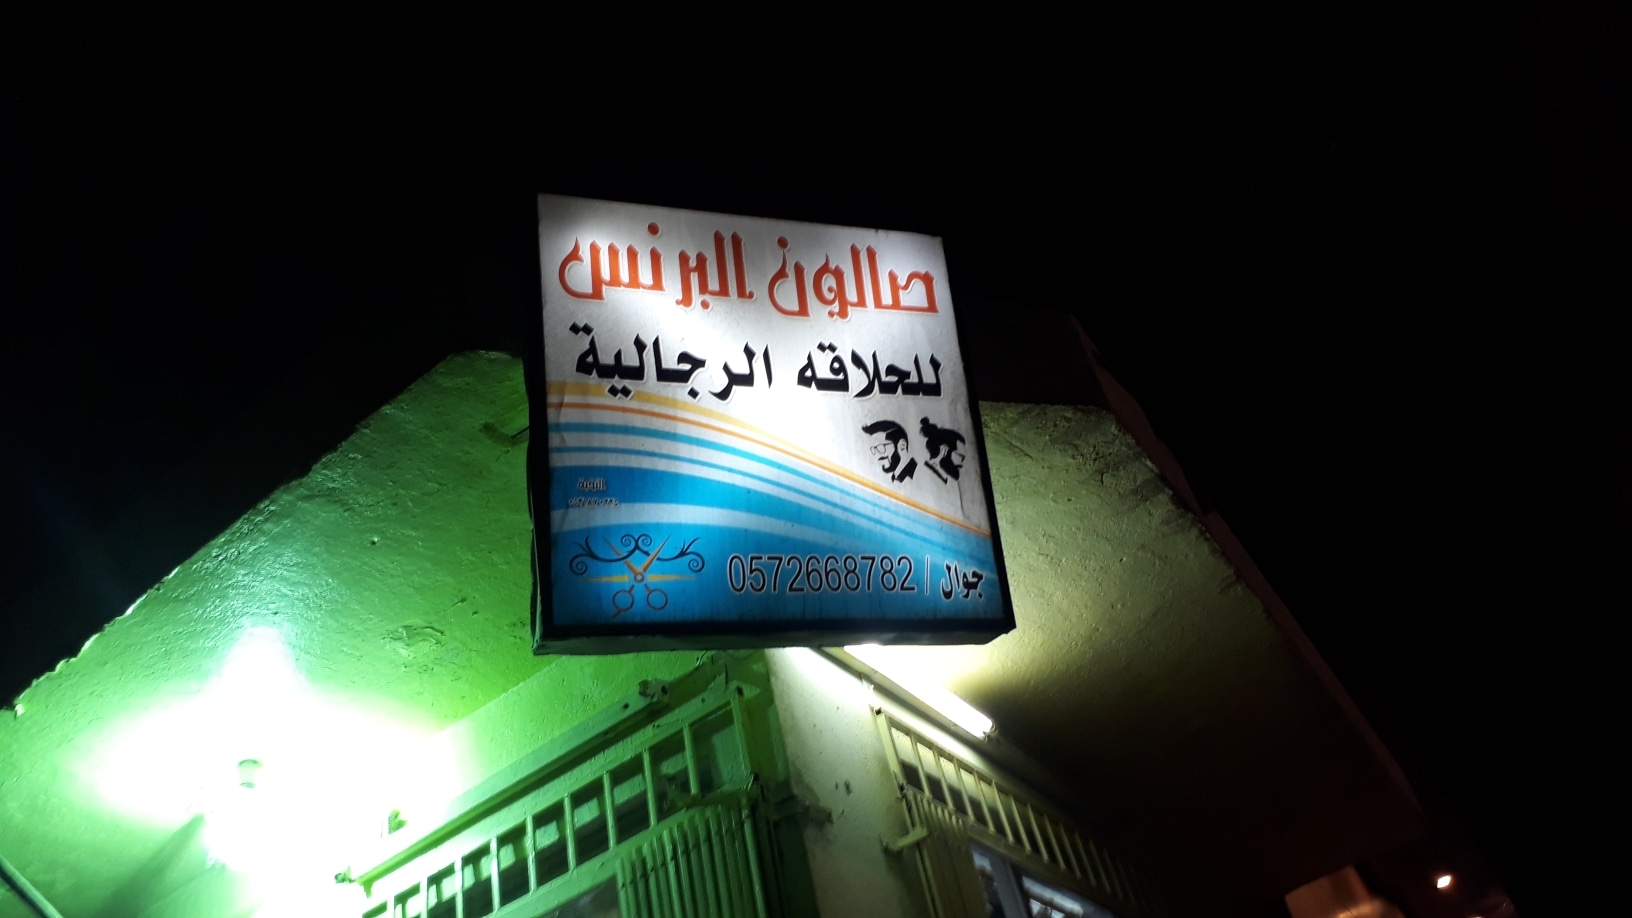 صالون البرنس
للحلاقه الرجالية
جوال / 0572668782